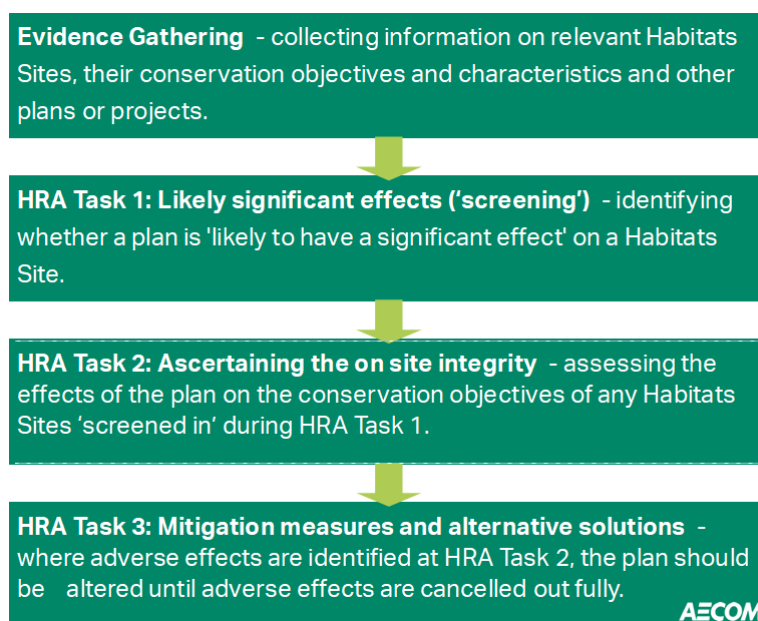 Evidence Gathering - collecting information on relevant Habitats
Sites, their conservation objectives and characteristics and other
plans or projects.
HRA Task 1: Likely significant effects (‘screening’) - identifying
whether a plan is 'likely to have a significant effect' on a Habitats
Site.
HRA Task 2: Ascertaining the on site integrity - assessing the
effects of the plan on the conservation objectives of any Habitats
Sites ‘screened in’ during HRA Task 1.
HRA Task 3: Mitigation measures and alternative solutions -
where adverse effects are identified at HRA Task 2, the plan should
be altered until adverse effects are cancelled out fully.
AECOM